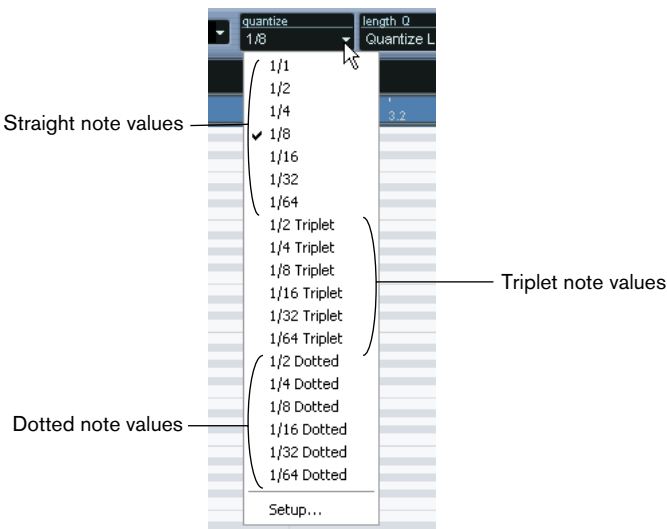 quantize
length Q
1/8
Quantize L
3.2
1/1
1/2
1/4
1/8
1/16
1/32
1/64
Straight note values
1/2 Triplet
1/4 Triplet
1/8 Triplet
1/16 Triplet
1/32 Triplet
1/64 Triplet
Triplet note values
1/2 Dotted
1/4 Dotted
1/8 Dotted
1/16 Dotted
1/32 Dotted
1/64 Dotted
Dotted note values
Setup...